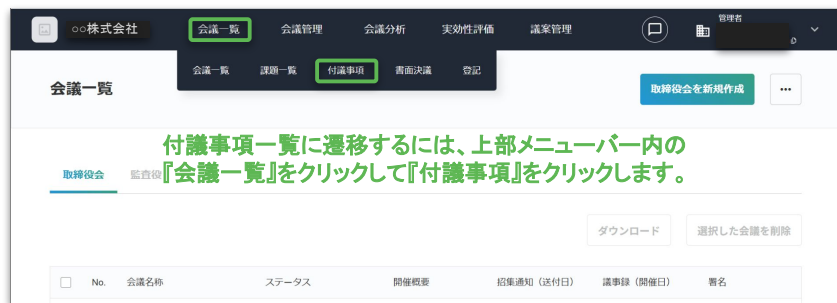 ○○株式会社
会議一覧 会議管理 会議分析 実効性評価 議案管理
管理者
会議一覧 課題一覧 付議事項 書面決議 登記
会議一覧
取締役会を新規作成
付議事項一覧に遷移するには、上部メニューバー内の
『会議一覧』をクリックして『付議事項』をクリックします。
取締役会 監査役
ダウンロード 選択した会議を削除
No. 会議名称 ステータス 開催概要 招集通知（送付日） 議事録（開催日） 署名